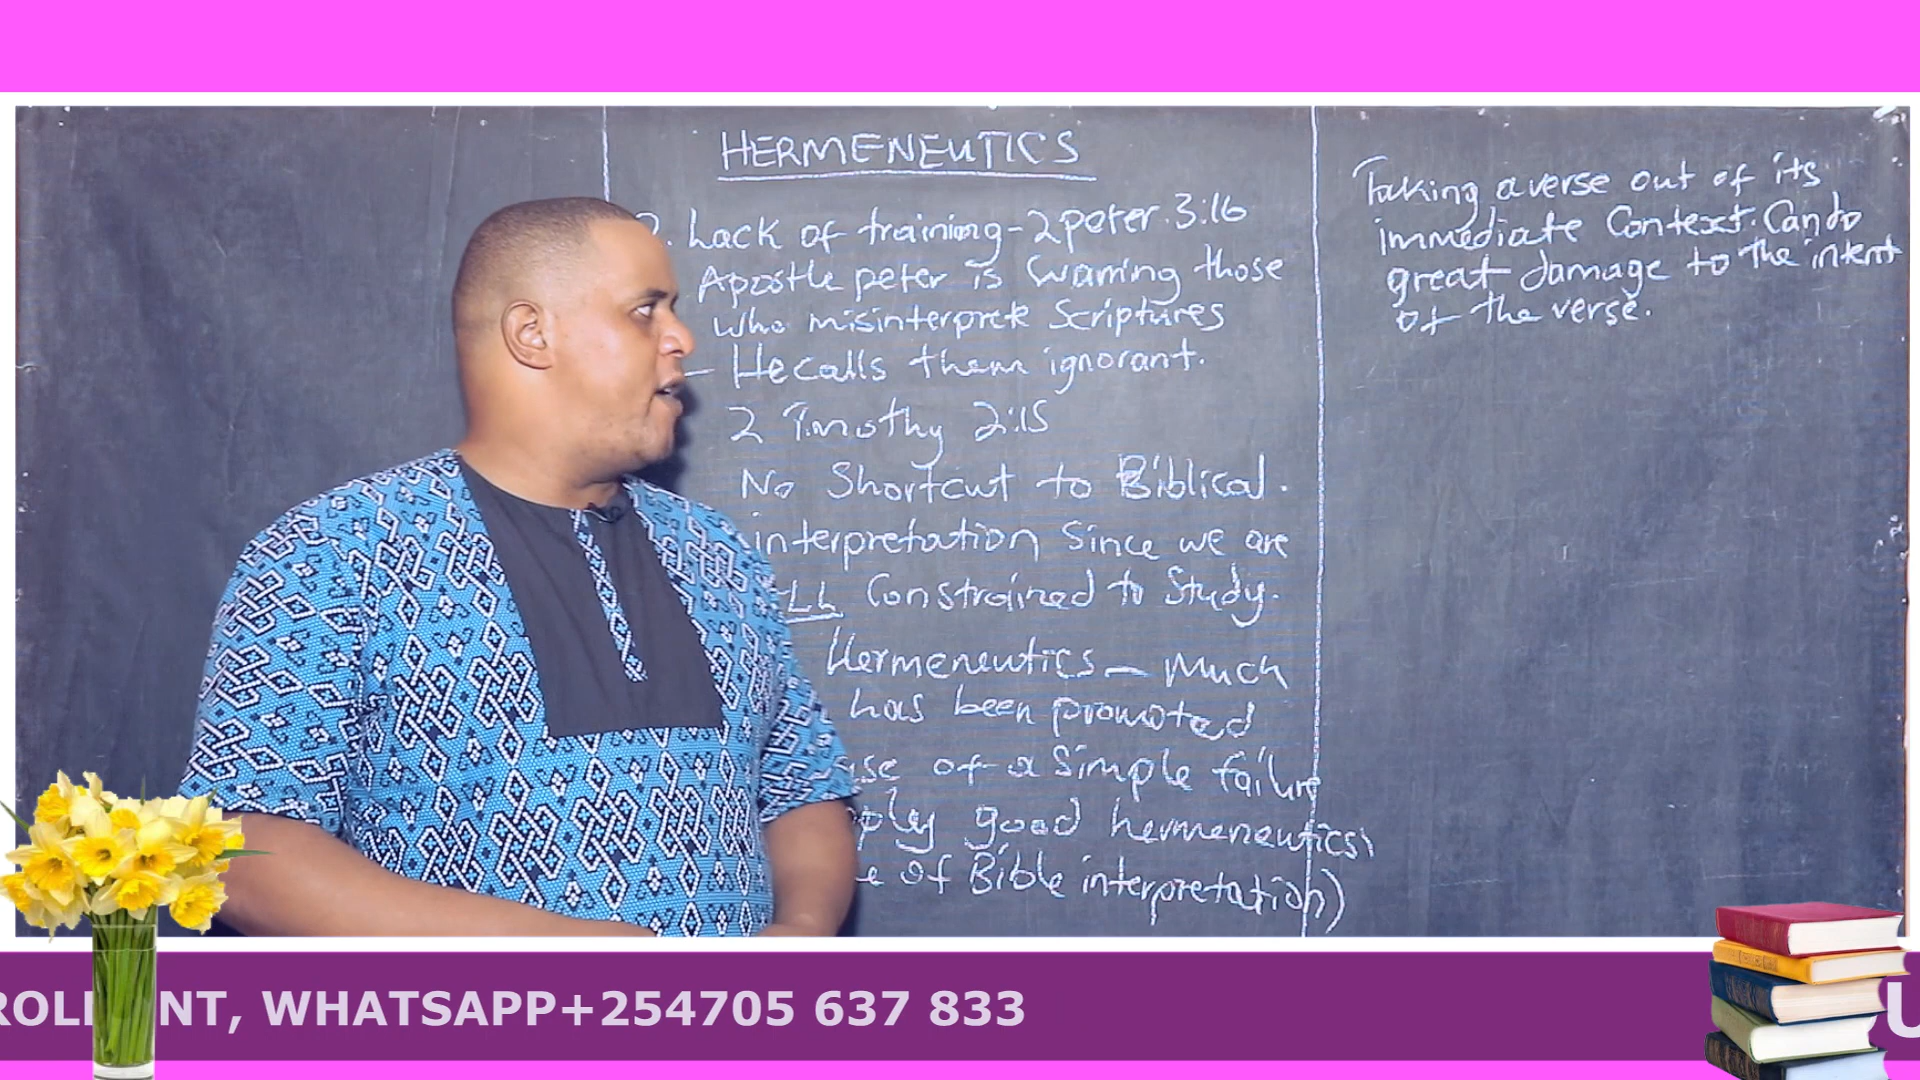 HERMENEUTICS
2. Lack of training - 2 peter 3:16
Apostle peter is warning those
who misinterpret Scriptures
- He calls them ignorant.
2 Timothy 2:15
No Shortcut to Biblical.
interpretation Since we are
Constrained to Study.
Hermeneutics - Much
has been promoted
of a simple failure
good hermeneutics
of Bible interpretation)
Taking a verse out of its
immediate Context. Can do
great damage to the intent
of the verse.
NT, WHATSAPP+254705 637 833